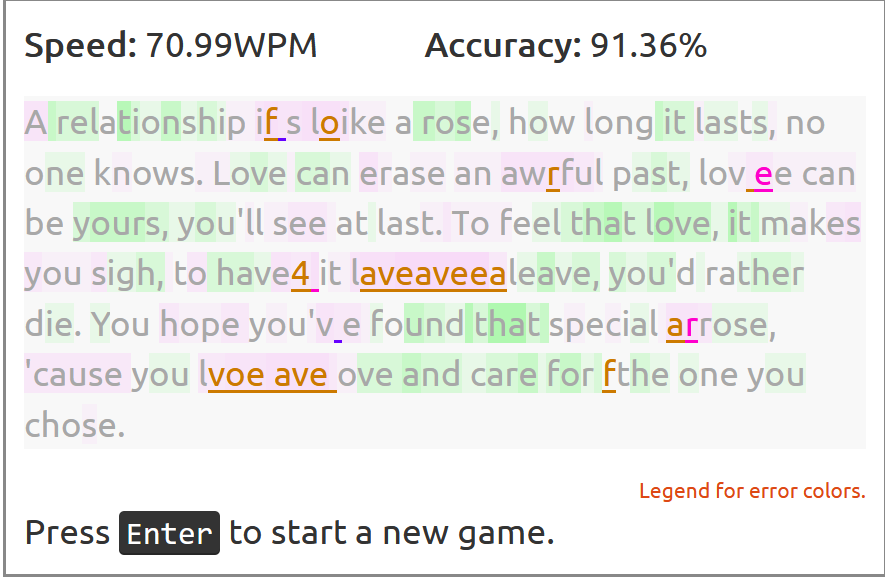 Speed: 70.99WPM Accuracy: 91.36%
A relationship if s loike a rose, how long it lasts, no
one knows. Love can erase an awrful past, lov ee can
be yours, you'll see at last. To feel that love, it makes
you sigh, to have4 it laveaveealeave, you'd rather
die. You hope you'v e found that special arrose,
'cause you lvoe ave ove and care for fthe one you
chose.
Legend for error colors.
Press Enter to start a new game.